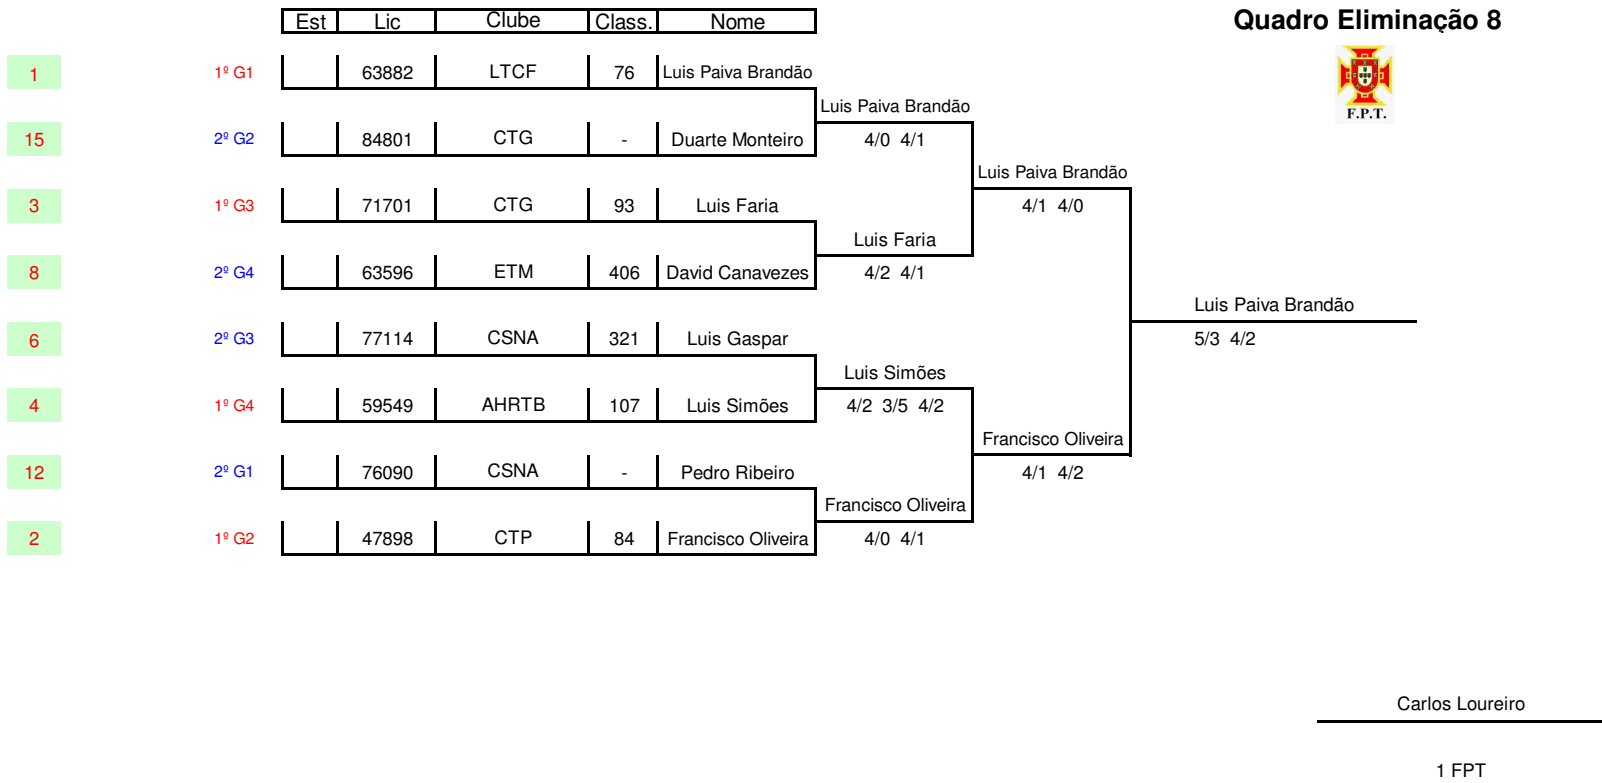 Est Lic Clube Class. Nome
Quadro Eliminação 8
F.P.T.
1 1º G1 63882 LTCF 76 Luis Paiva Brandão
Luis Paiva Brandão
15 2º G2 84801 CTG - Duarte Monteiro 4/0 4/1
Luis Paiva Brandão
3 1º G3 71701 CTG 93 Luis Faria 4/1 4/0
Luis Faria
8 2º G4 63596 ETM 406 David Canavezes 4/2 4/1
Luis Paiva Brandão
6 2º G3 77114 CSNA 321 Luis Gaspar 5/3 4/2
Luis Simões
4 1º G4 59549 AHRTB 107 Luis Simões 4/2 3/5 4/2
Francisco Oliveira
12 2º G1 76090 CSNA - Pedro Ribeiro 4/1 4/2
Francisco Oliveira
2 1º G2 47898 CTP 84 Francisco Oliveira 4/0 4/1
Carlos Loureiro
1 FPT